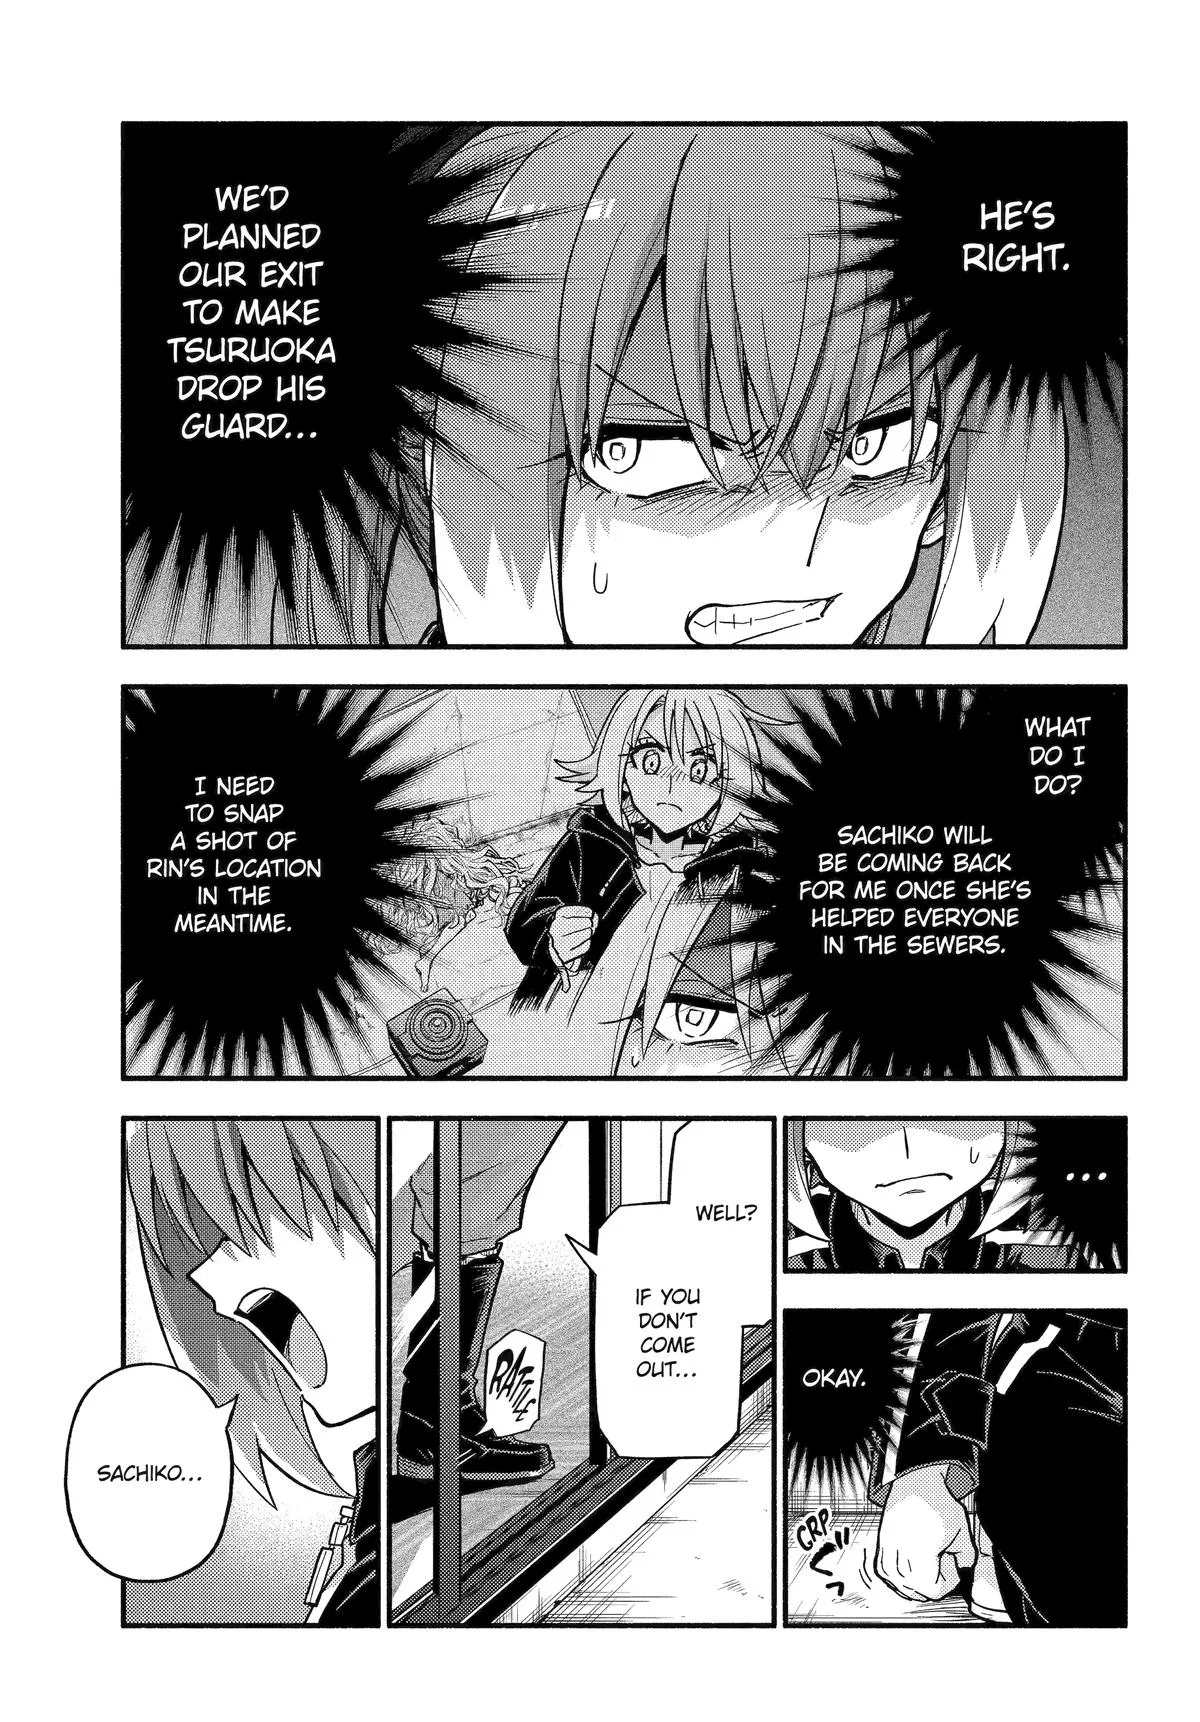 HE'S
RIGHT.
WE'D
PLANNED
OUR EXIT
TO MAKE
TSURUOKA
DROP HIS
GUARD...
WHAT
DO I
DO?
SACHIKO WILL
BE COMING BACK
FOR ME ONCE SHE'S
HELPED EVERYONE
IN THE SEWERS.
I NEED
TO SNAP
A SHOT OF
RIN'S LOCATION
IN THE
MEANTIME.
...
OKAY.
GRP
WELL?
IF YOU
DON'T
COME
OUT...
RATTLE
SACHIKO...